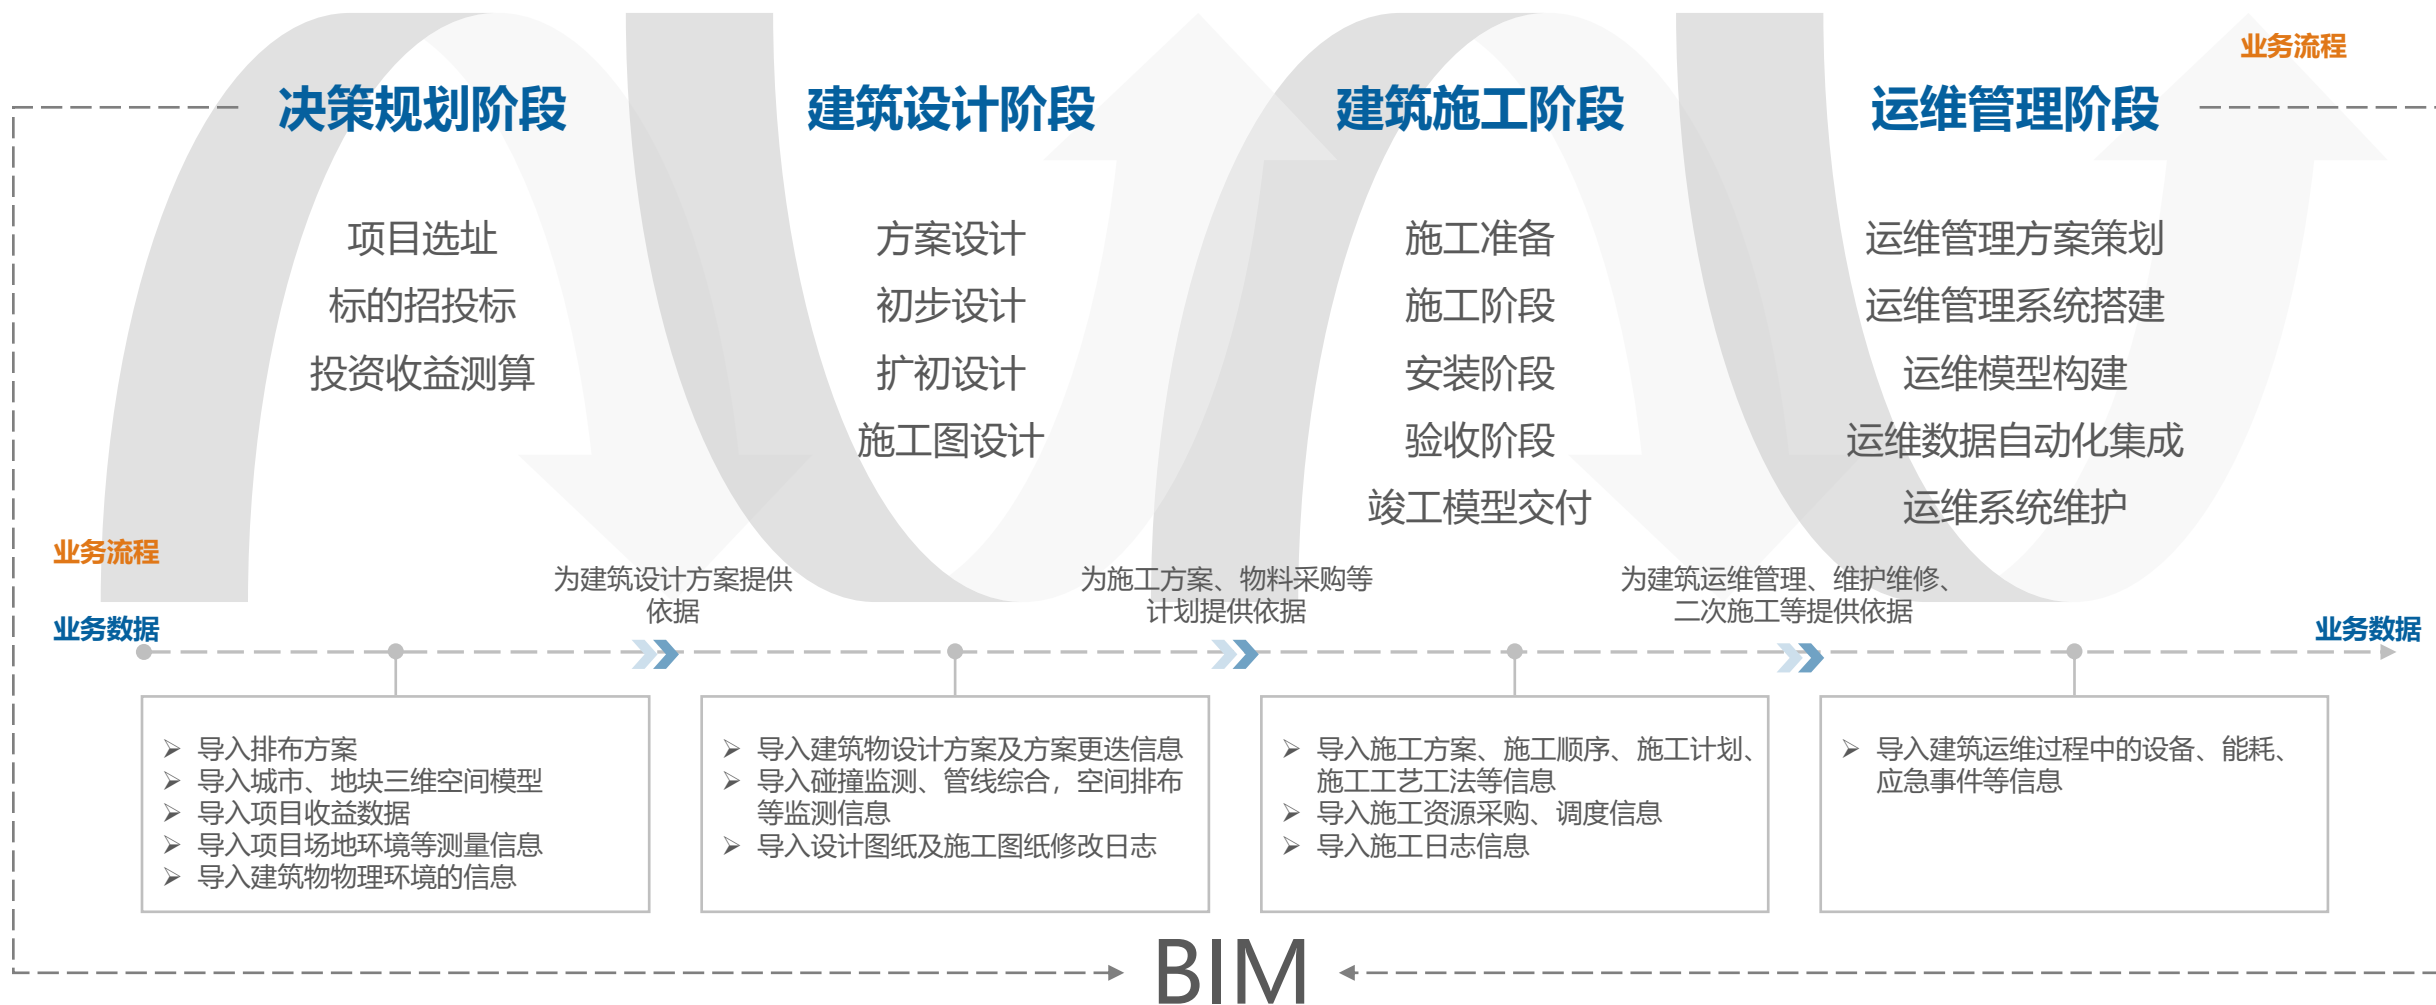 业务流程
决策规划阶段
项目选址
标的招投标
投资收益测算
建筑设计阶段
方案设计
初步设计
扩初设计
施工图设计
建筑施工阶段
施工准备
施工阶段
安装阶段
验收阶段
竣工模型交付
运维管理阶段
运维管理方案策划
运维管理系统搭建
运维模型构建
运维数据自动化集成
运维系统维护
业务流程
为建筑设计方案提供
依据
为施工方案、物料采购等
计划提供依据
为建筑运维管理、维护维修、
二次施工等提供依据
业务数据
业务数据
➢ 导入排布方案
➢ 导入城市、地块三维空间模型
➢ 导入项目收益数据
➢ 导入项目场地环境等测量信息
➢ 导入建筑物物理环境的信息
➢ 导入建筑物设计方案及方案更迭信息
➢ 导入碰撞监测、管线综合，空间排布
等监测信息
➢ 导入设计图纸及施工图纸修改日志
➢ 导入施工方案、施工顺序、施工计划、
施工工艺工法等信息
➢ 导入施工资源采购、调度信息
➢ 导入施工日志信息
➢ 导入建筑运维过程中的设备、能耗、
应急事件等信息
BIM